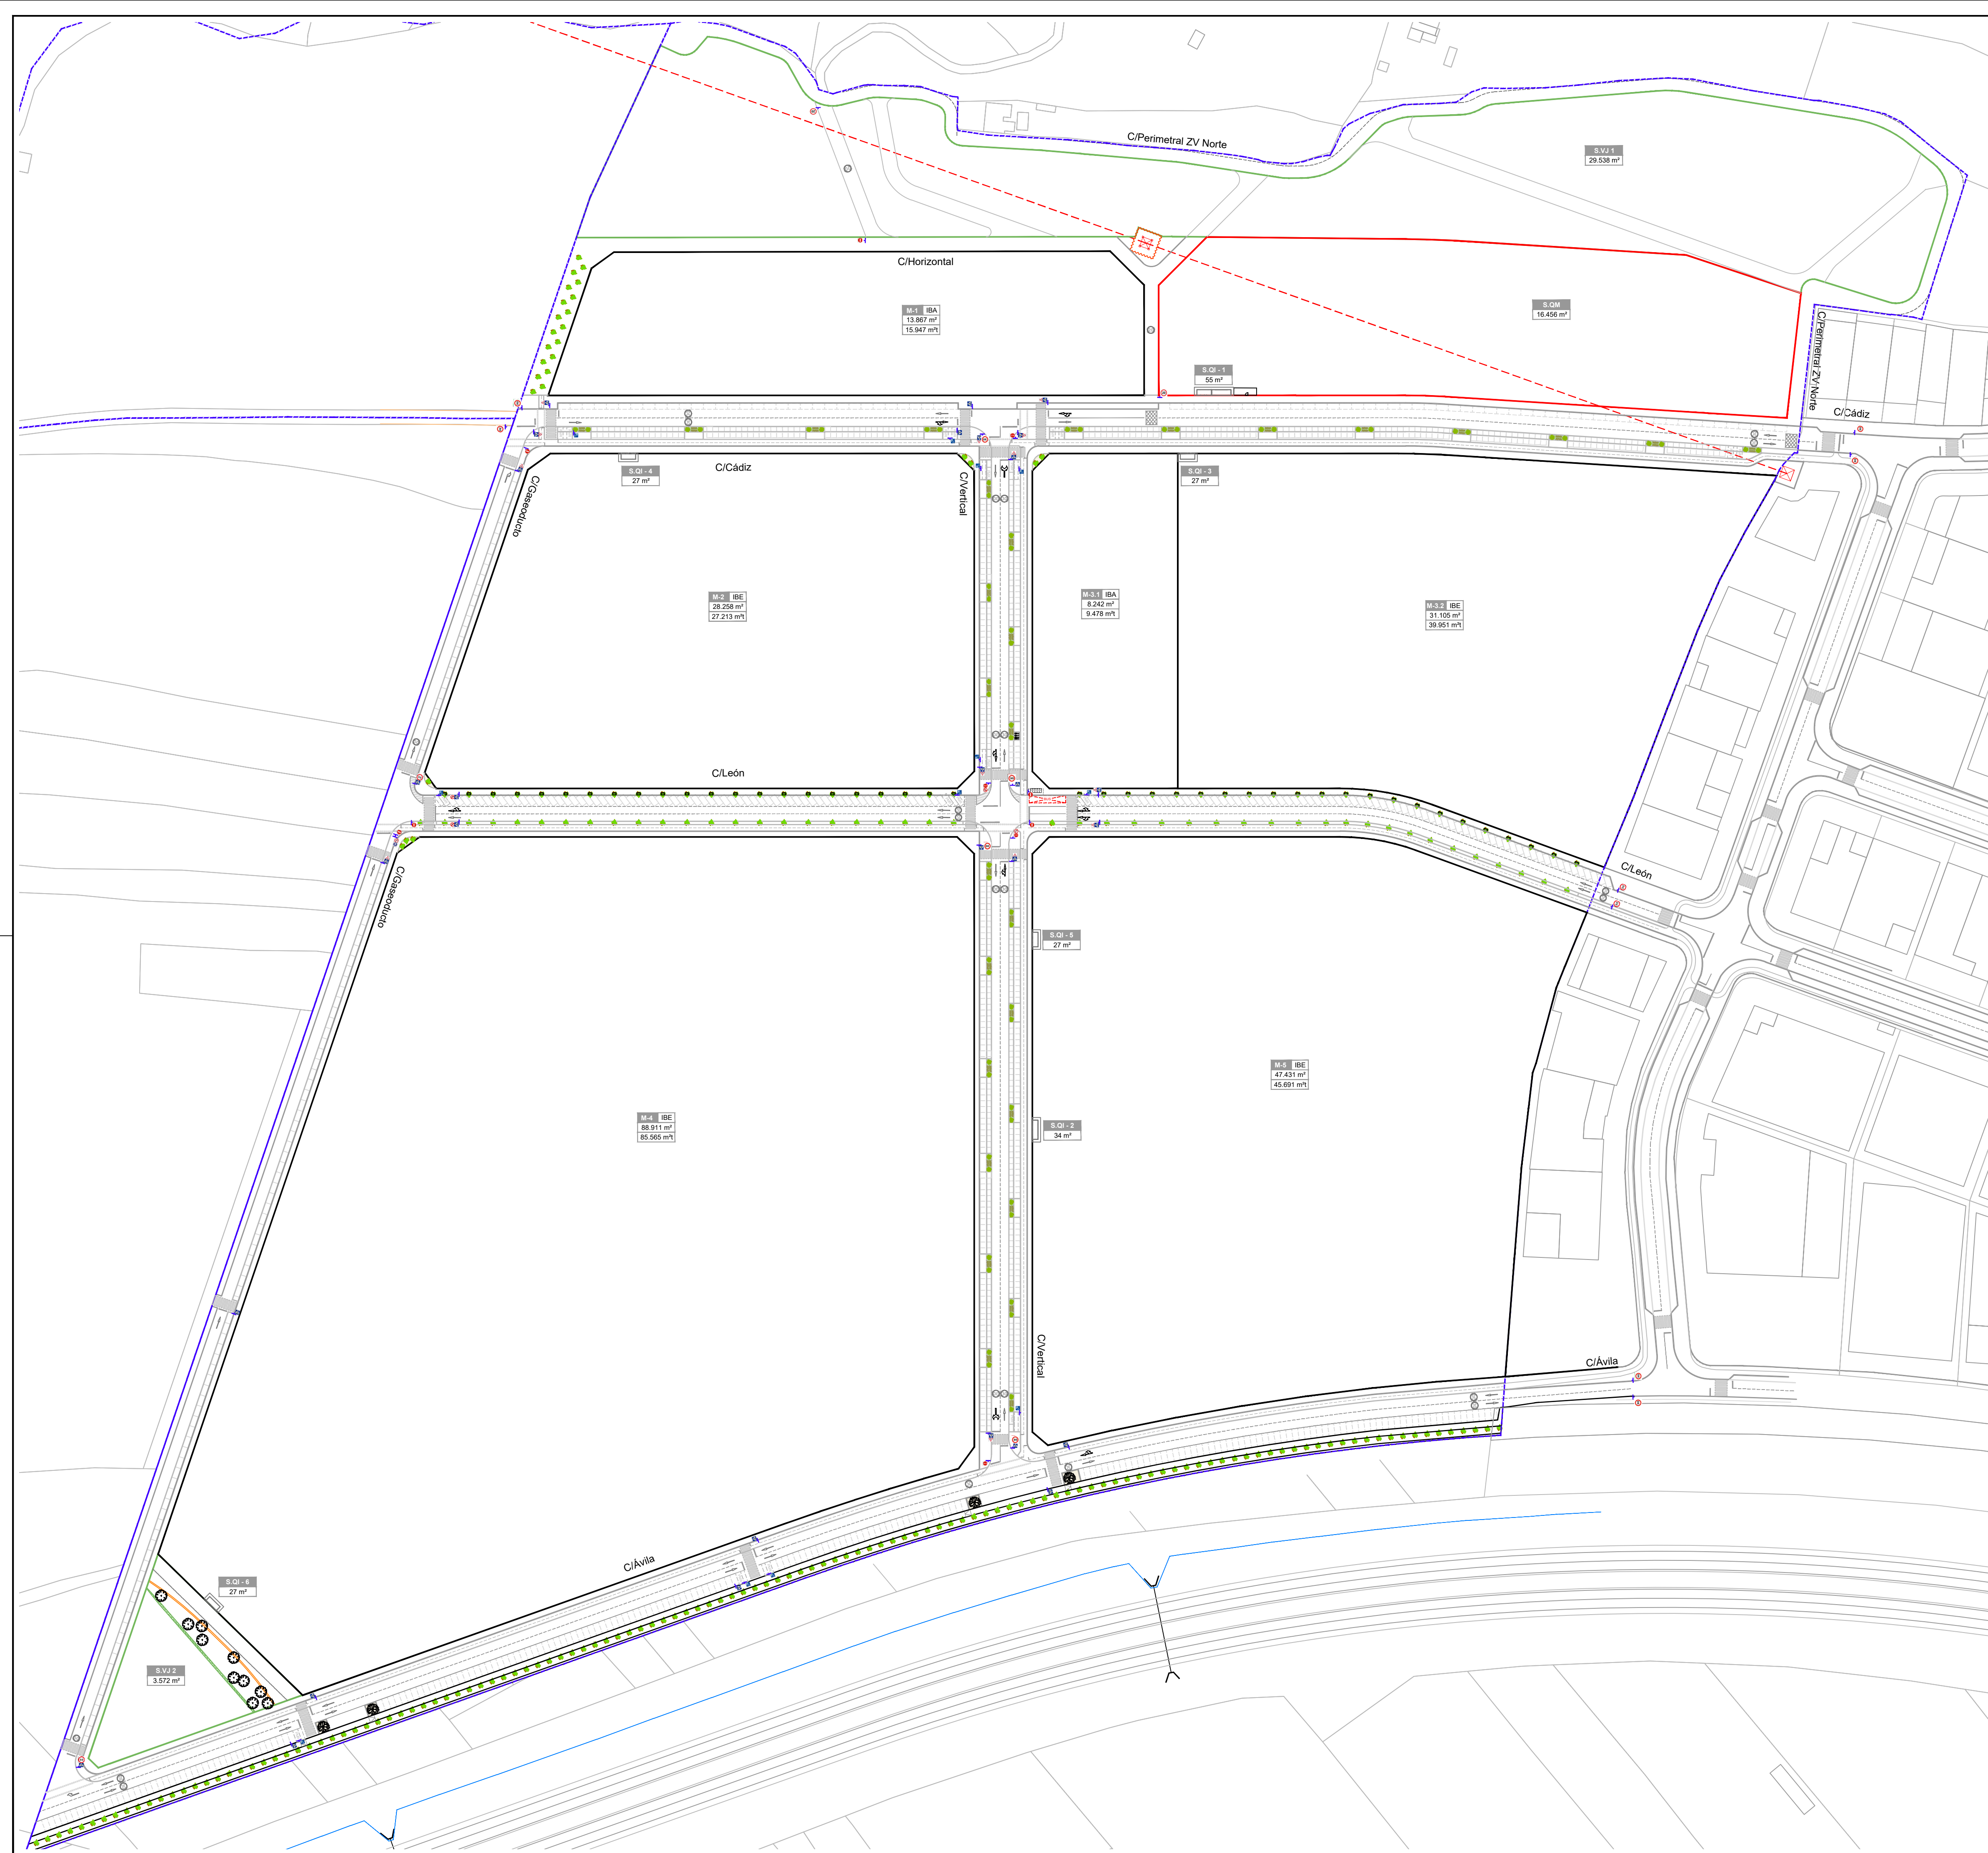 C/Perimetral ZV Norte
S.VJ 1
29.538 m²
C/Horizontal
M-1 IBA
13.867 m²
15.947 m²t
S.QM
16.456 m²
C/Perimetral ZV Norte
S.QI - 1
55 m²
C/Cádiz
S.QI - 4
27 m²
C/Cádiz
S.QI - 3
27 m²
C/Gaseoducto
C/Vertical
M-2 IBE
28.258 m²
27.213 m²t
M-3.1 IBA
8.242 m²
9.478 m²t
M-3.2 IBE
31.105 m²
39.951 m²t
C/León
C/León
C/Gaseoducto
S.QI - 5
27 m²
M-5 IBE
47.431 m²
45.691 m²t
M-4 IBE
88.911 m²
85.565 m²t
S.QI - 2
34 m²
C/Vertical
C/Ávila
C/Ávila
S.QI - 6
27 m²
S.VJ 2
3.572 m²